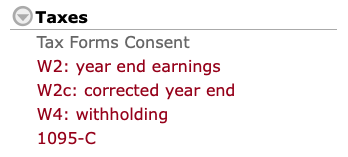 Taxes
Tax Forms Consent
W2: year end earnings
W2c: corrected year end
W4: withholding
1095-C